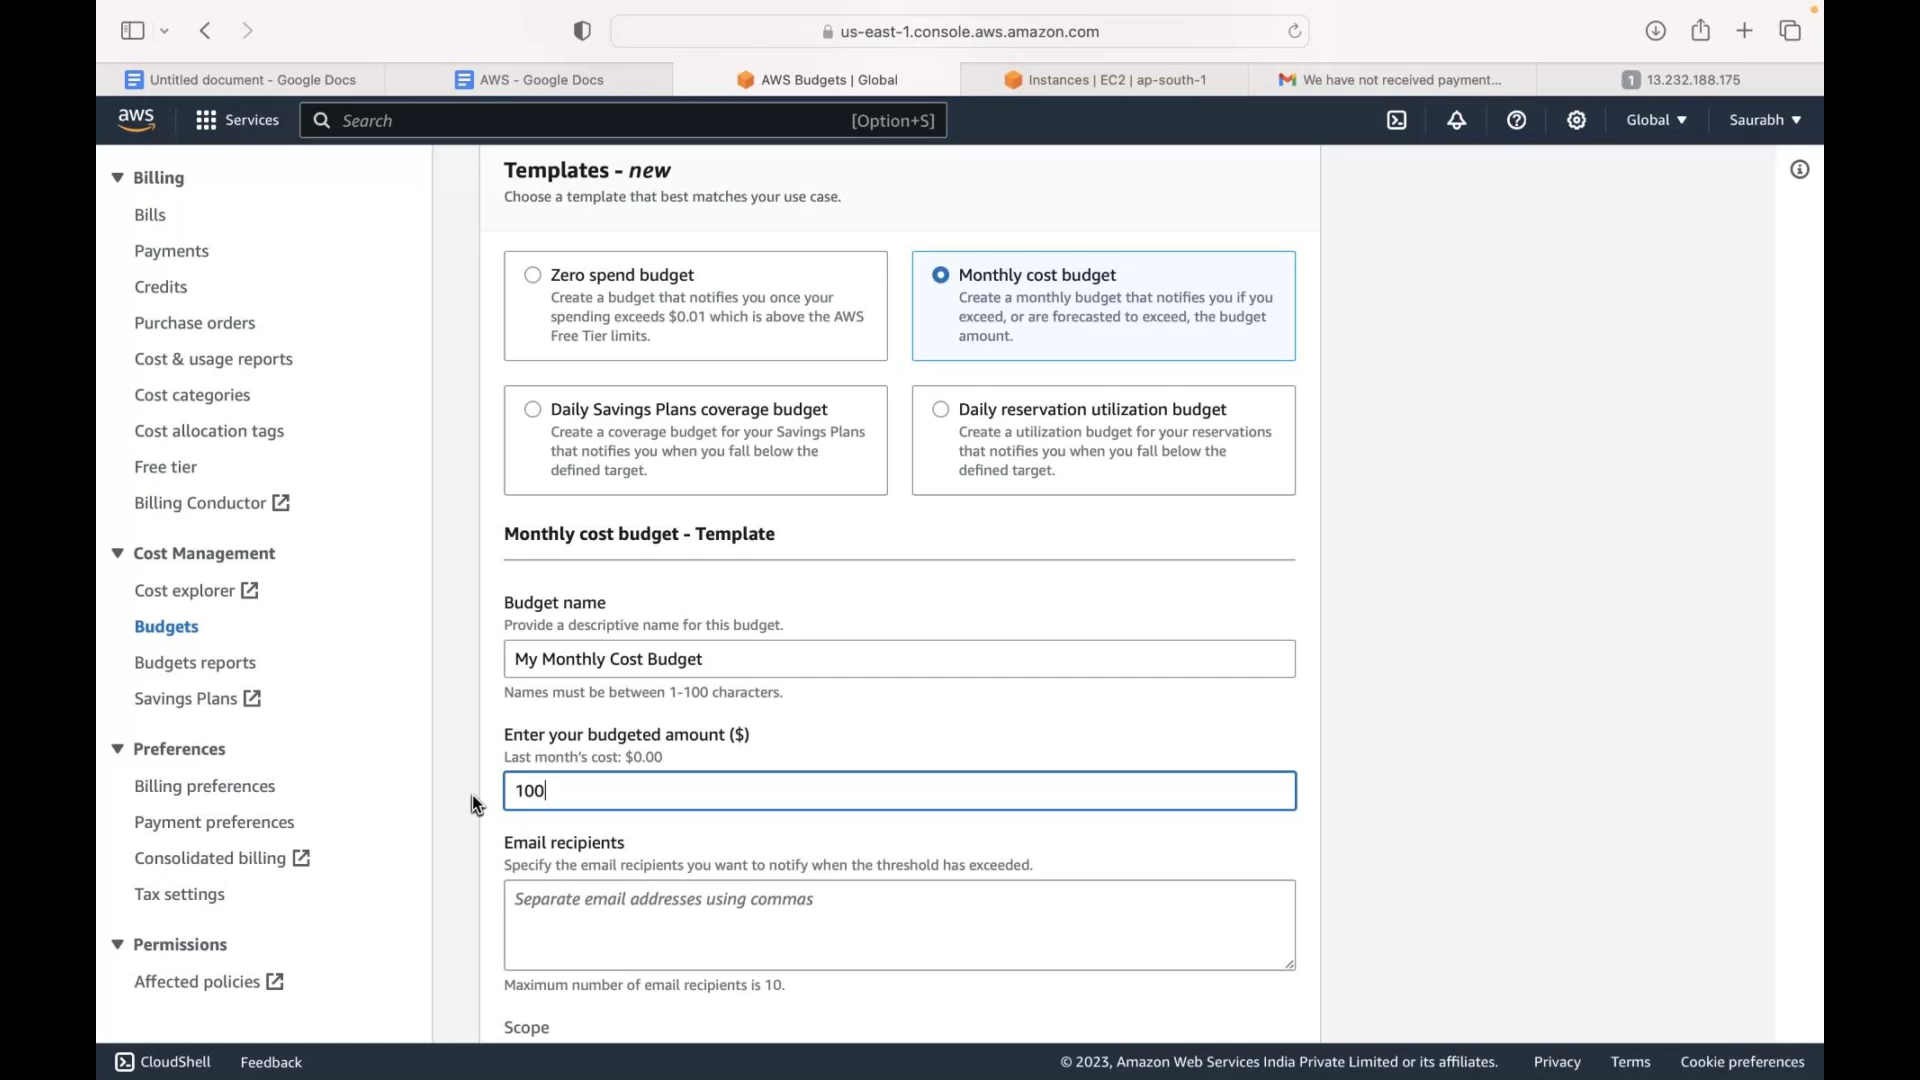 us-east-1.console.aws.amazon.com
Untitled document - Google Docs
AWS - Google Docs
AWS Budgets | Global
Instances | EC2 | ap-south-1
We have not received payment...
1 13.232.188.175
aws
Services
Search
[Option+S]
Global
Saurabh
Billing
Bills
Payments
Credits
Purchase orders
Cost & usage reports
Cost categories
Cost allocation tags
Free tier
Billing Conductor
Cost Management
Cost explorer
Budgets
Budgets reports
Savings Plans
Preferences
Billing preferences
Payment preferences
Consolidated billing
Tax settings
Permissions
Affected policies
Templates - new
Choose a template that best matches your use case.
Zero spend budget
Create a budget that notifies you once your
spending exceeds $0.01 which is above the AWS
Free Tier limits.
Monthly cost budget
Create a monthly budget that notifies you if you
exceed, or are forecasted to exceed, the budget
amount.
Daily Savings Plans coverage budget
Create a coverage budget for your Savings Plans
that notifies you when you fall below the
defined target.
Daily reservation utilization budget
Create a utilization budget for your reservations
that notifies you when you fall below the
defined target.
Monthly cost budget - Template
Budget name
Provide a descriptive name for this budget.
My Monthly Cost Budget
Names must be between 1-100 characters.
Enter your budgeted amount ($)
Last month's cost: $0.00
100
Email recipients
Specify the email recipients you want to notify when the threshold has exceeded.
Separate email addresses using commas
Maximum number of email recipients is 10.
Scope
CloudShell
Feedback
© 2023, Amazon Web Services India Private Limited or its affiliates.
Privacy
Terms
Cookie preferences